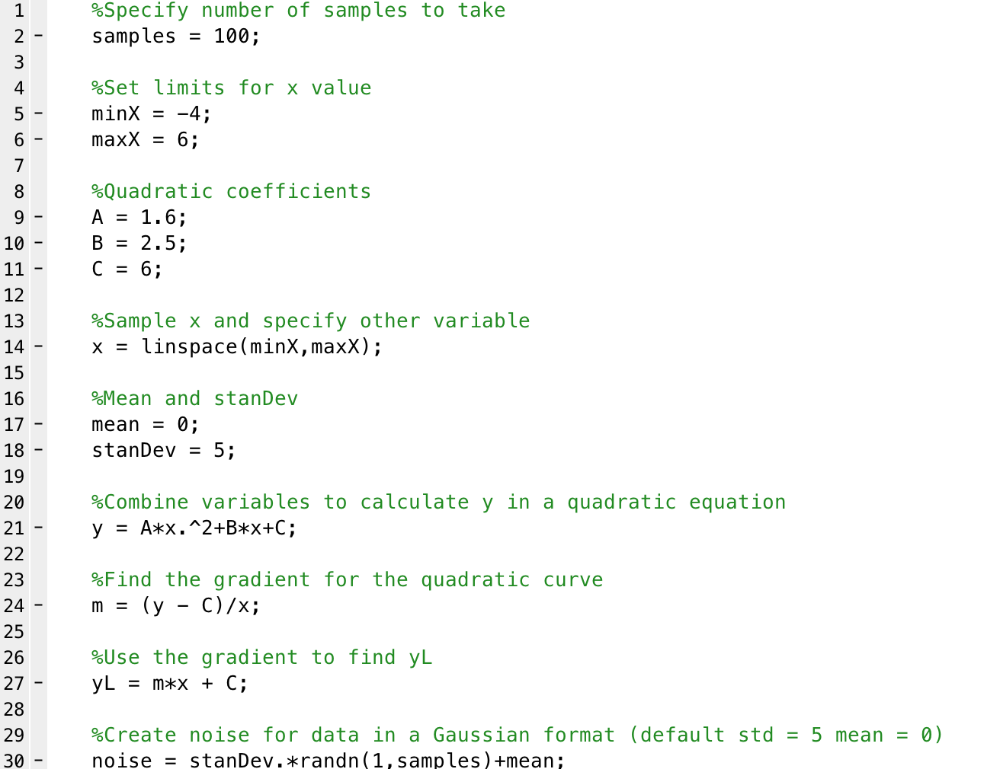 1 %Specify number of samples to take
2 - samples = 100;
3
4 %Set limits for x value
5 - minX = -4;
6 - maxX = 6;
7
8 %Quadratic coefficients
9 - A = 1.6;
10 - B = 2.5;
11 - C = 6;
12
13 %Sample x and specify other variable
14 - x = linspace(minX,maxX);
15
16 %Mean and stanDev
17 - mean = 0;
18 - stanDev = 5;
19
20 %Combine variables to calculate y in a quadratic equation
21 - y = A*x.^2+B*x+C;
22
23 %Find the gradient for the quadratic curve
24 - m = (y - C)/x;
25
26 %Use the gradient to find yL
27 - yL = m*x + C;
28
29 %Create noise for data in a Gaussian format (default std = 5 mean = 0)
30 - noise = stanDev.*randn(1,samples)+mean;